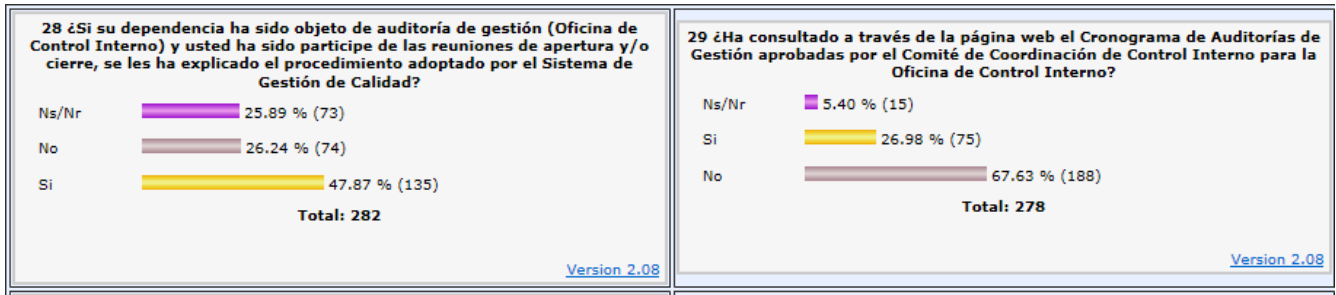 28 ¿Si su dependencia ha sido objeto de auditoría de gestión (Oficina de
Control Interno) y usted ha sido participe de las reuniones de apertura y/o
cierre, se les ha explicado el procedimiento adoptado por el Sistema de
Gestión de Calidad?
Ns/Nr 25.89 % (73)
No 26.24 % (74)
Si 47.87 % (135)
Total: 282
Version 2.08
29 ¿Ha consultado a través de la página web el Cronograma de Auditorías de
Gestión aprobadas por el Comité de Coordinación de Control Interno para la
Oficina de Control Interno?
Ns/Nr 5.40 % (15)
Si 26.98 % (75)
No 67.63 % (188)
Total: 278
Version 2.08